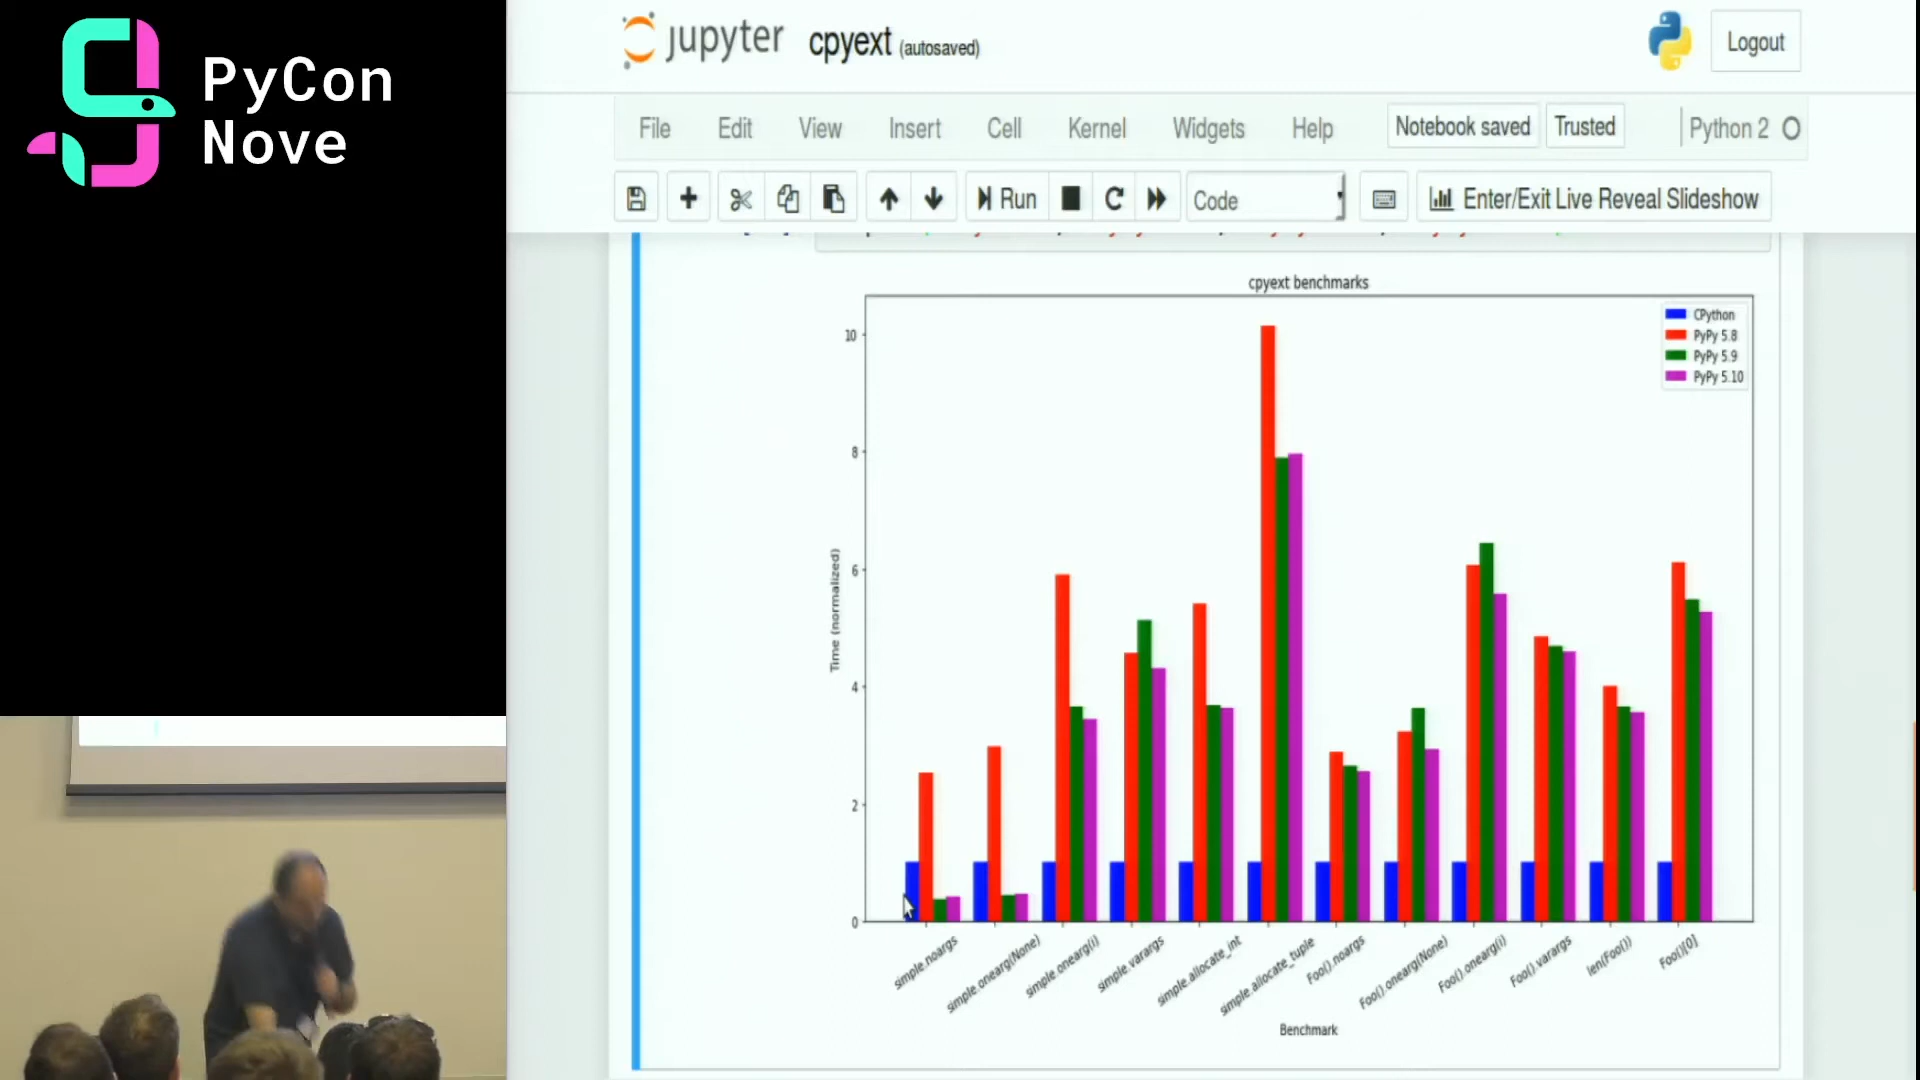 PyCon
Nove
jupyter cpyext (autosaved)
Logout
File Edit View Insert Cell Kernel Widgets Help
Notebook saved Trusted Python 2
Run Code Enter/Exit Live Reveal Slideshow
cpyext benchmarks
CPython
PyPy 5.8
PyPy 5.9
PyPy 5.10
10
8
6
4
2
0
Time (normalized)
simple.noargs
simple.onearg(None)
simple.onearg(i)
simple.varargs
simple.allocate_int
simple.allocate_tuple
Foo().noargs
Foo().onearg(None)
Foo().onearg(i)
Foo().varargs
len(Foo())
Foo()[0]
Benchmark